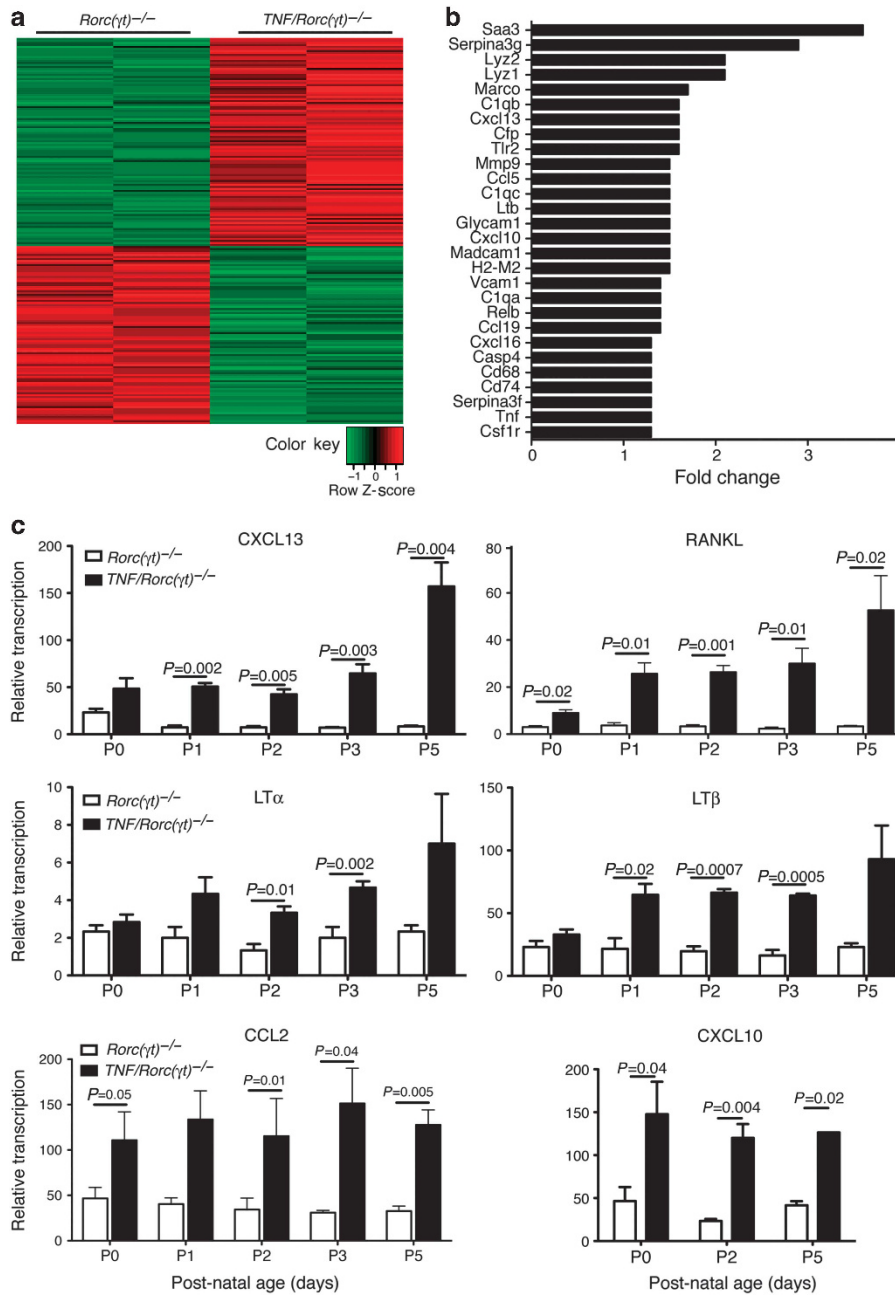 a
Rorc(γt)−/− TNF/Rorc(γt)−/−
Color key
−1 0 1
Row Z-score
b
Saa3
Serpina3g
Lyz2
Lyz1
Marco
C1qb
Cxcl13
Cfp
Tlr2
Mmp9
Ccl5
C1qc
Ltb
Glycam1
Cxcl10
Madcam1
H2-M2
Vcam1
C1qa
Relb
Ccl19
Cxcl16
Casp4
Cd68
Cd74
Serpina3f
Tnf
Csf1r
0 1 2 3
Fold change
c
CXCL13
Relative transcription
200
150
100
50
0
Rorc(γt)−/−
TNF/Rorc(γt)−/−
P=0.002
P=0.005
P=0.003
P=0.004
P0 P1 P2 P3 P5
RANKL
80
60
40
20
0
P=0.02
P=0.01
P=0.001
P=0.01
P=0.02
P0 P1 P2 P3 P5
LTα
Relative transcription
10
8
6
4
2
0
Rorc(γt)−/−
TNF/Rorc(γt)−/−
P=0.01
P=0.002
P0 P1 P2 P3 P5
LTβ
150
100
50
0
P=0.02
P=0.0007
P=0.0005
P0 P1 P2 P3 P5
CCL2
Relative transcription
200
150
100
50
0
Rorc(γt)−/−
TNF/Rorc(γt)−/−
P=0.05
P=0.01
P=0.04
P=0.005
P0 P1 P2 P3 P5
Post-natal age (days)
CXCL10
200
150
100
50
0
P=0.04
P=0.004
P=0.02
P0 P2 P5
Post-natal age (days)